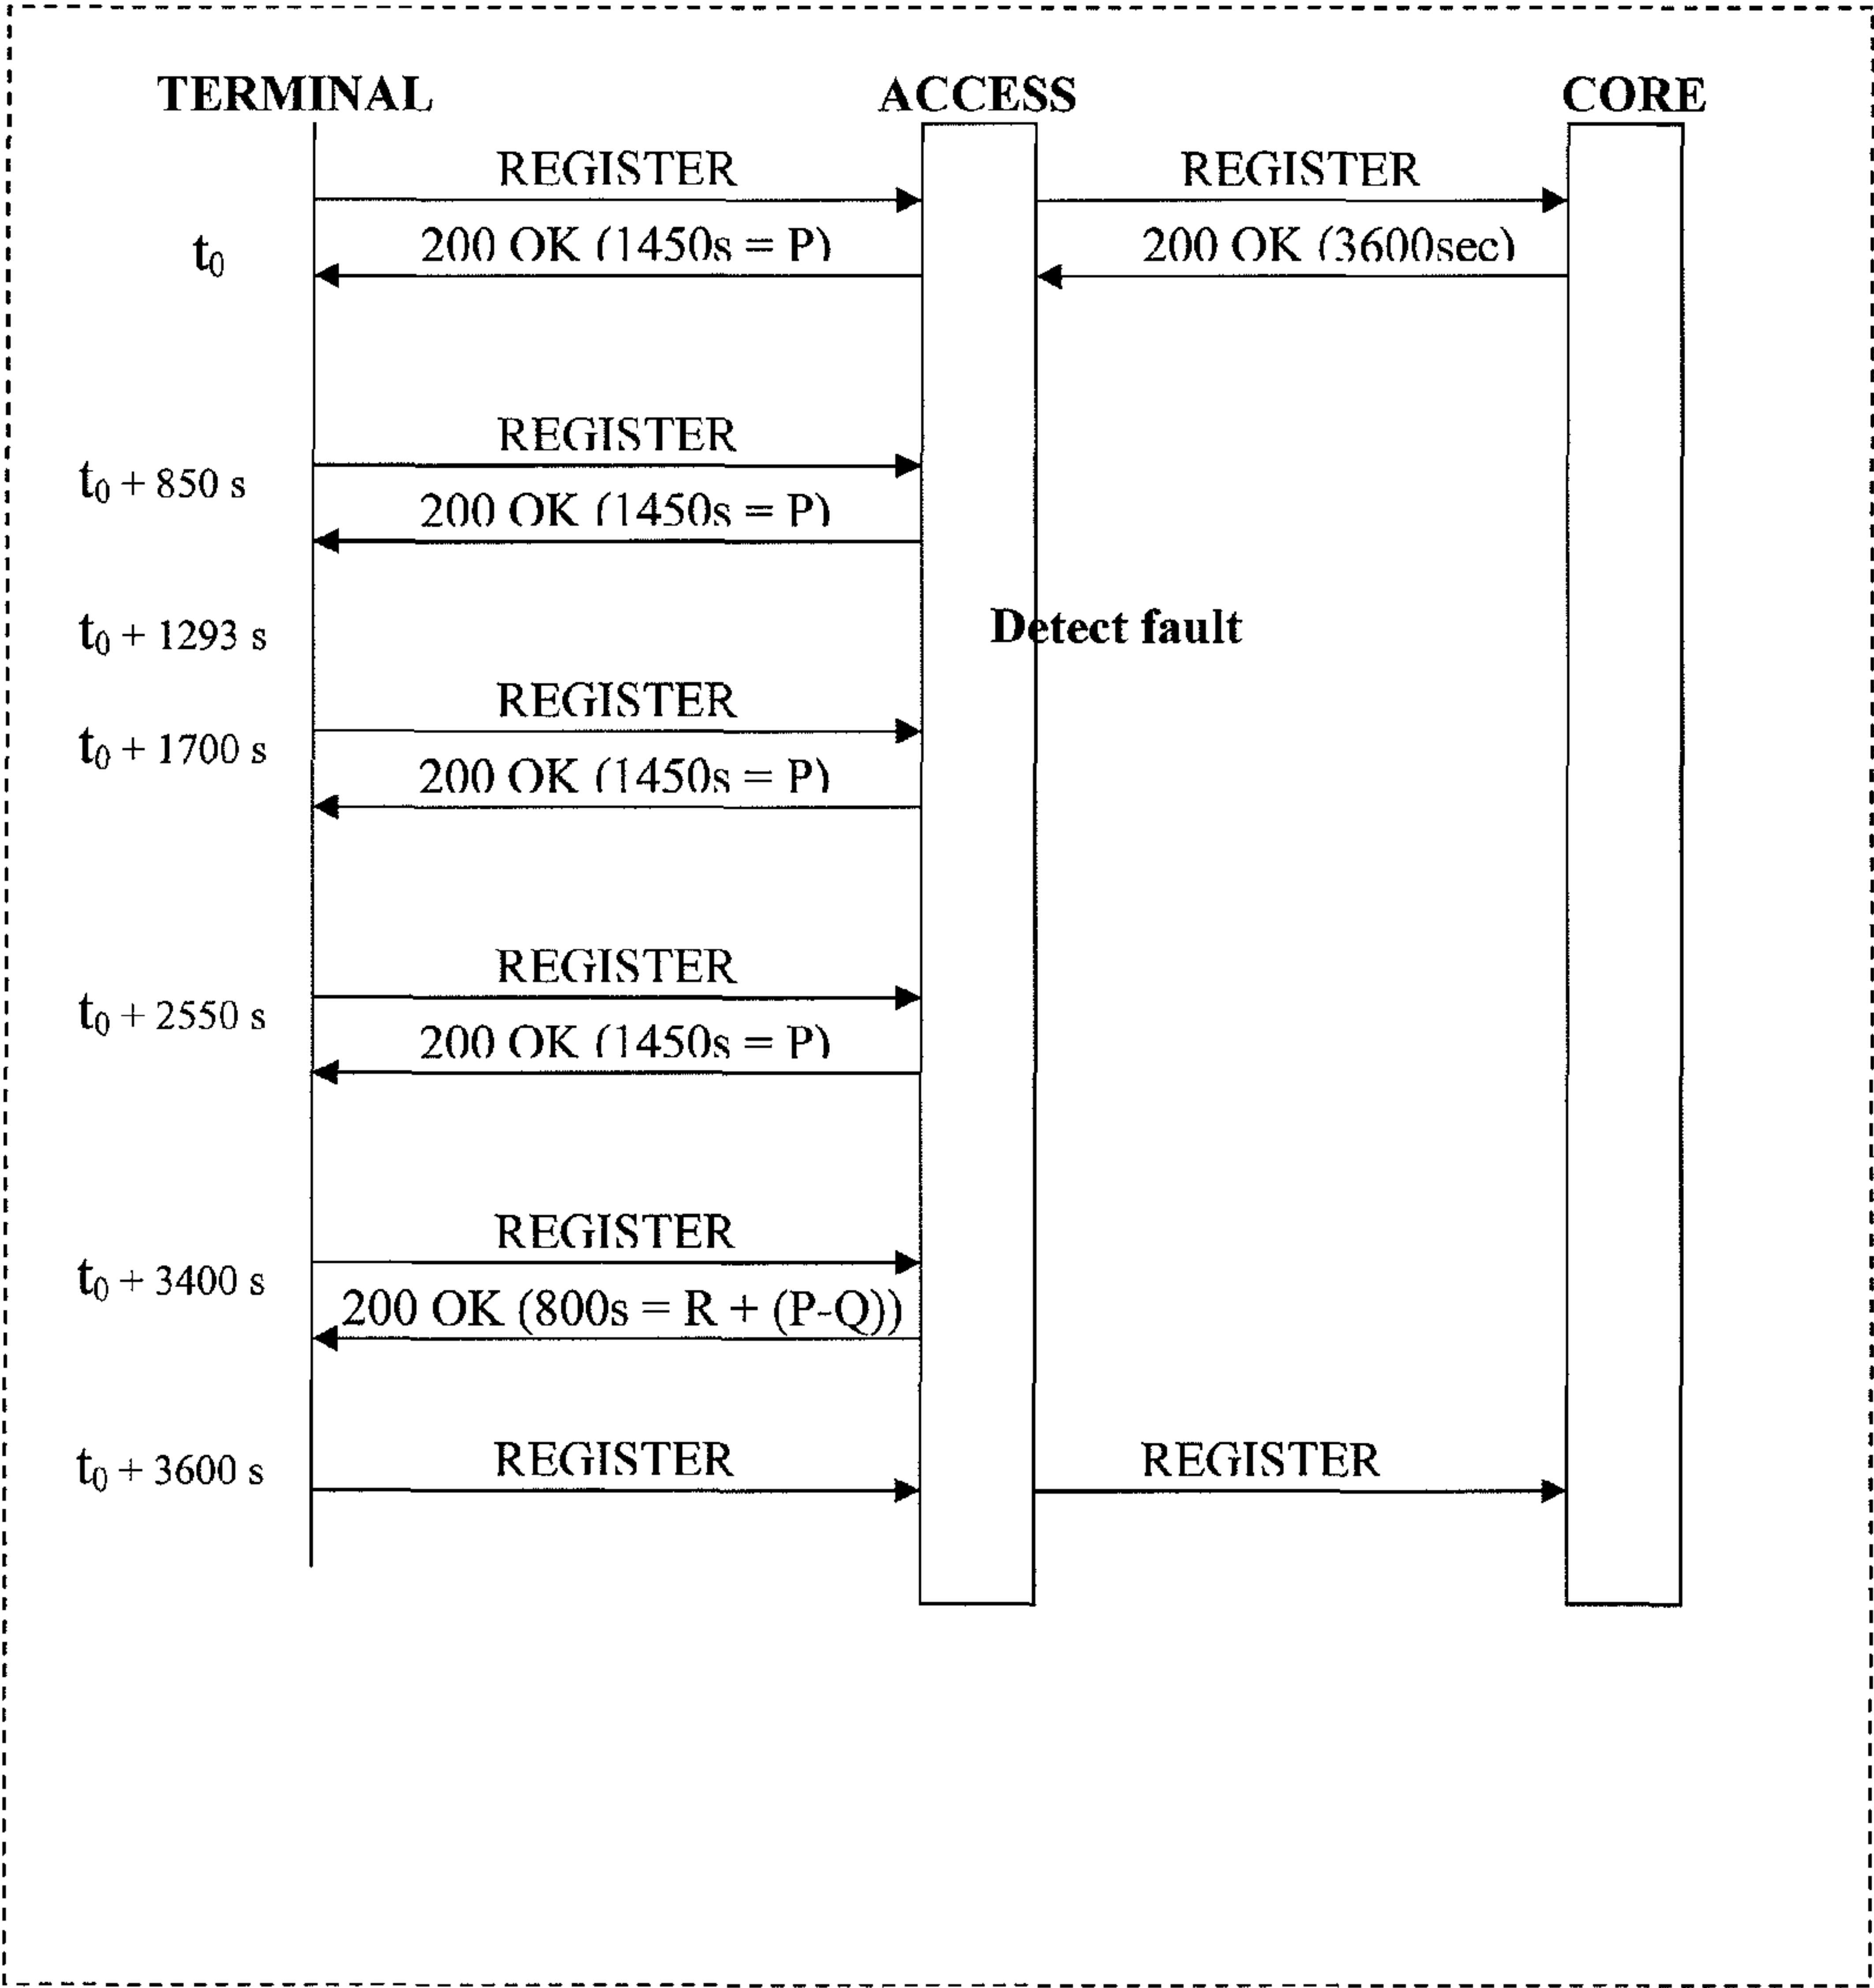 TERMINAL ACCESS CORE
REGISTER REGISTER
t₀ 200 OK (1450s = P) 200 OK (3600sec)
REGISTER
t₀ + 850 s
200 OK (1450s = P)
t₀ + 1293 s Detect fault
REGISTER
t₀ + 1700 s
200 OK (1450s = P)
REGISTER
t₀ + 2550 s
200 OK (1450s = P)
REGISTER
t₀ + 3400 s
200 OK (800s = R + (P-Q))
t₀ + 3600 s REGISTER REGISTER